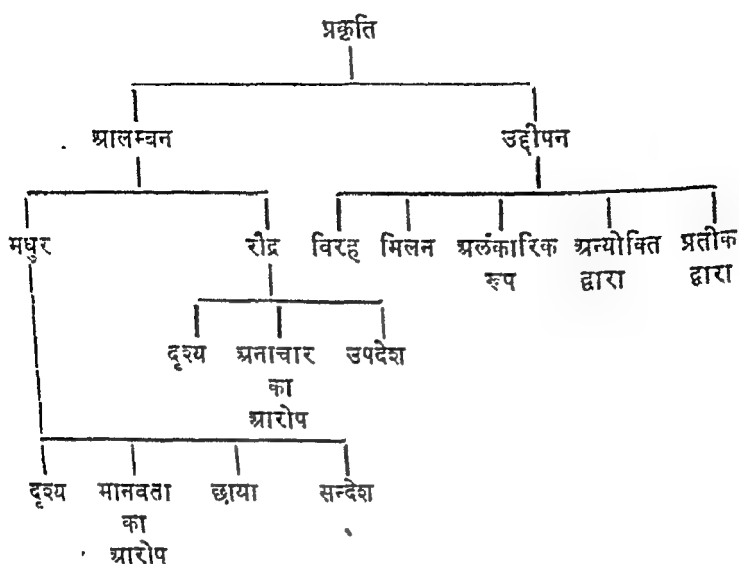 प्रकृति
आलम्बन उद्दीपन
मधुर रौद्र विरह मिलन अलंकारिक अन्योक्ति प्रतीक
रूप द्वारा द्वारा
दृश्य अनाचार उपदेश
का
आरोप
दृश्य मानवता छाया सन्देश
का
आरोप